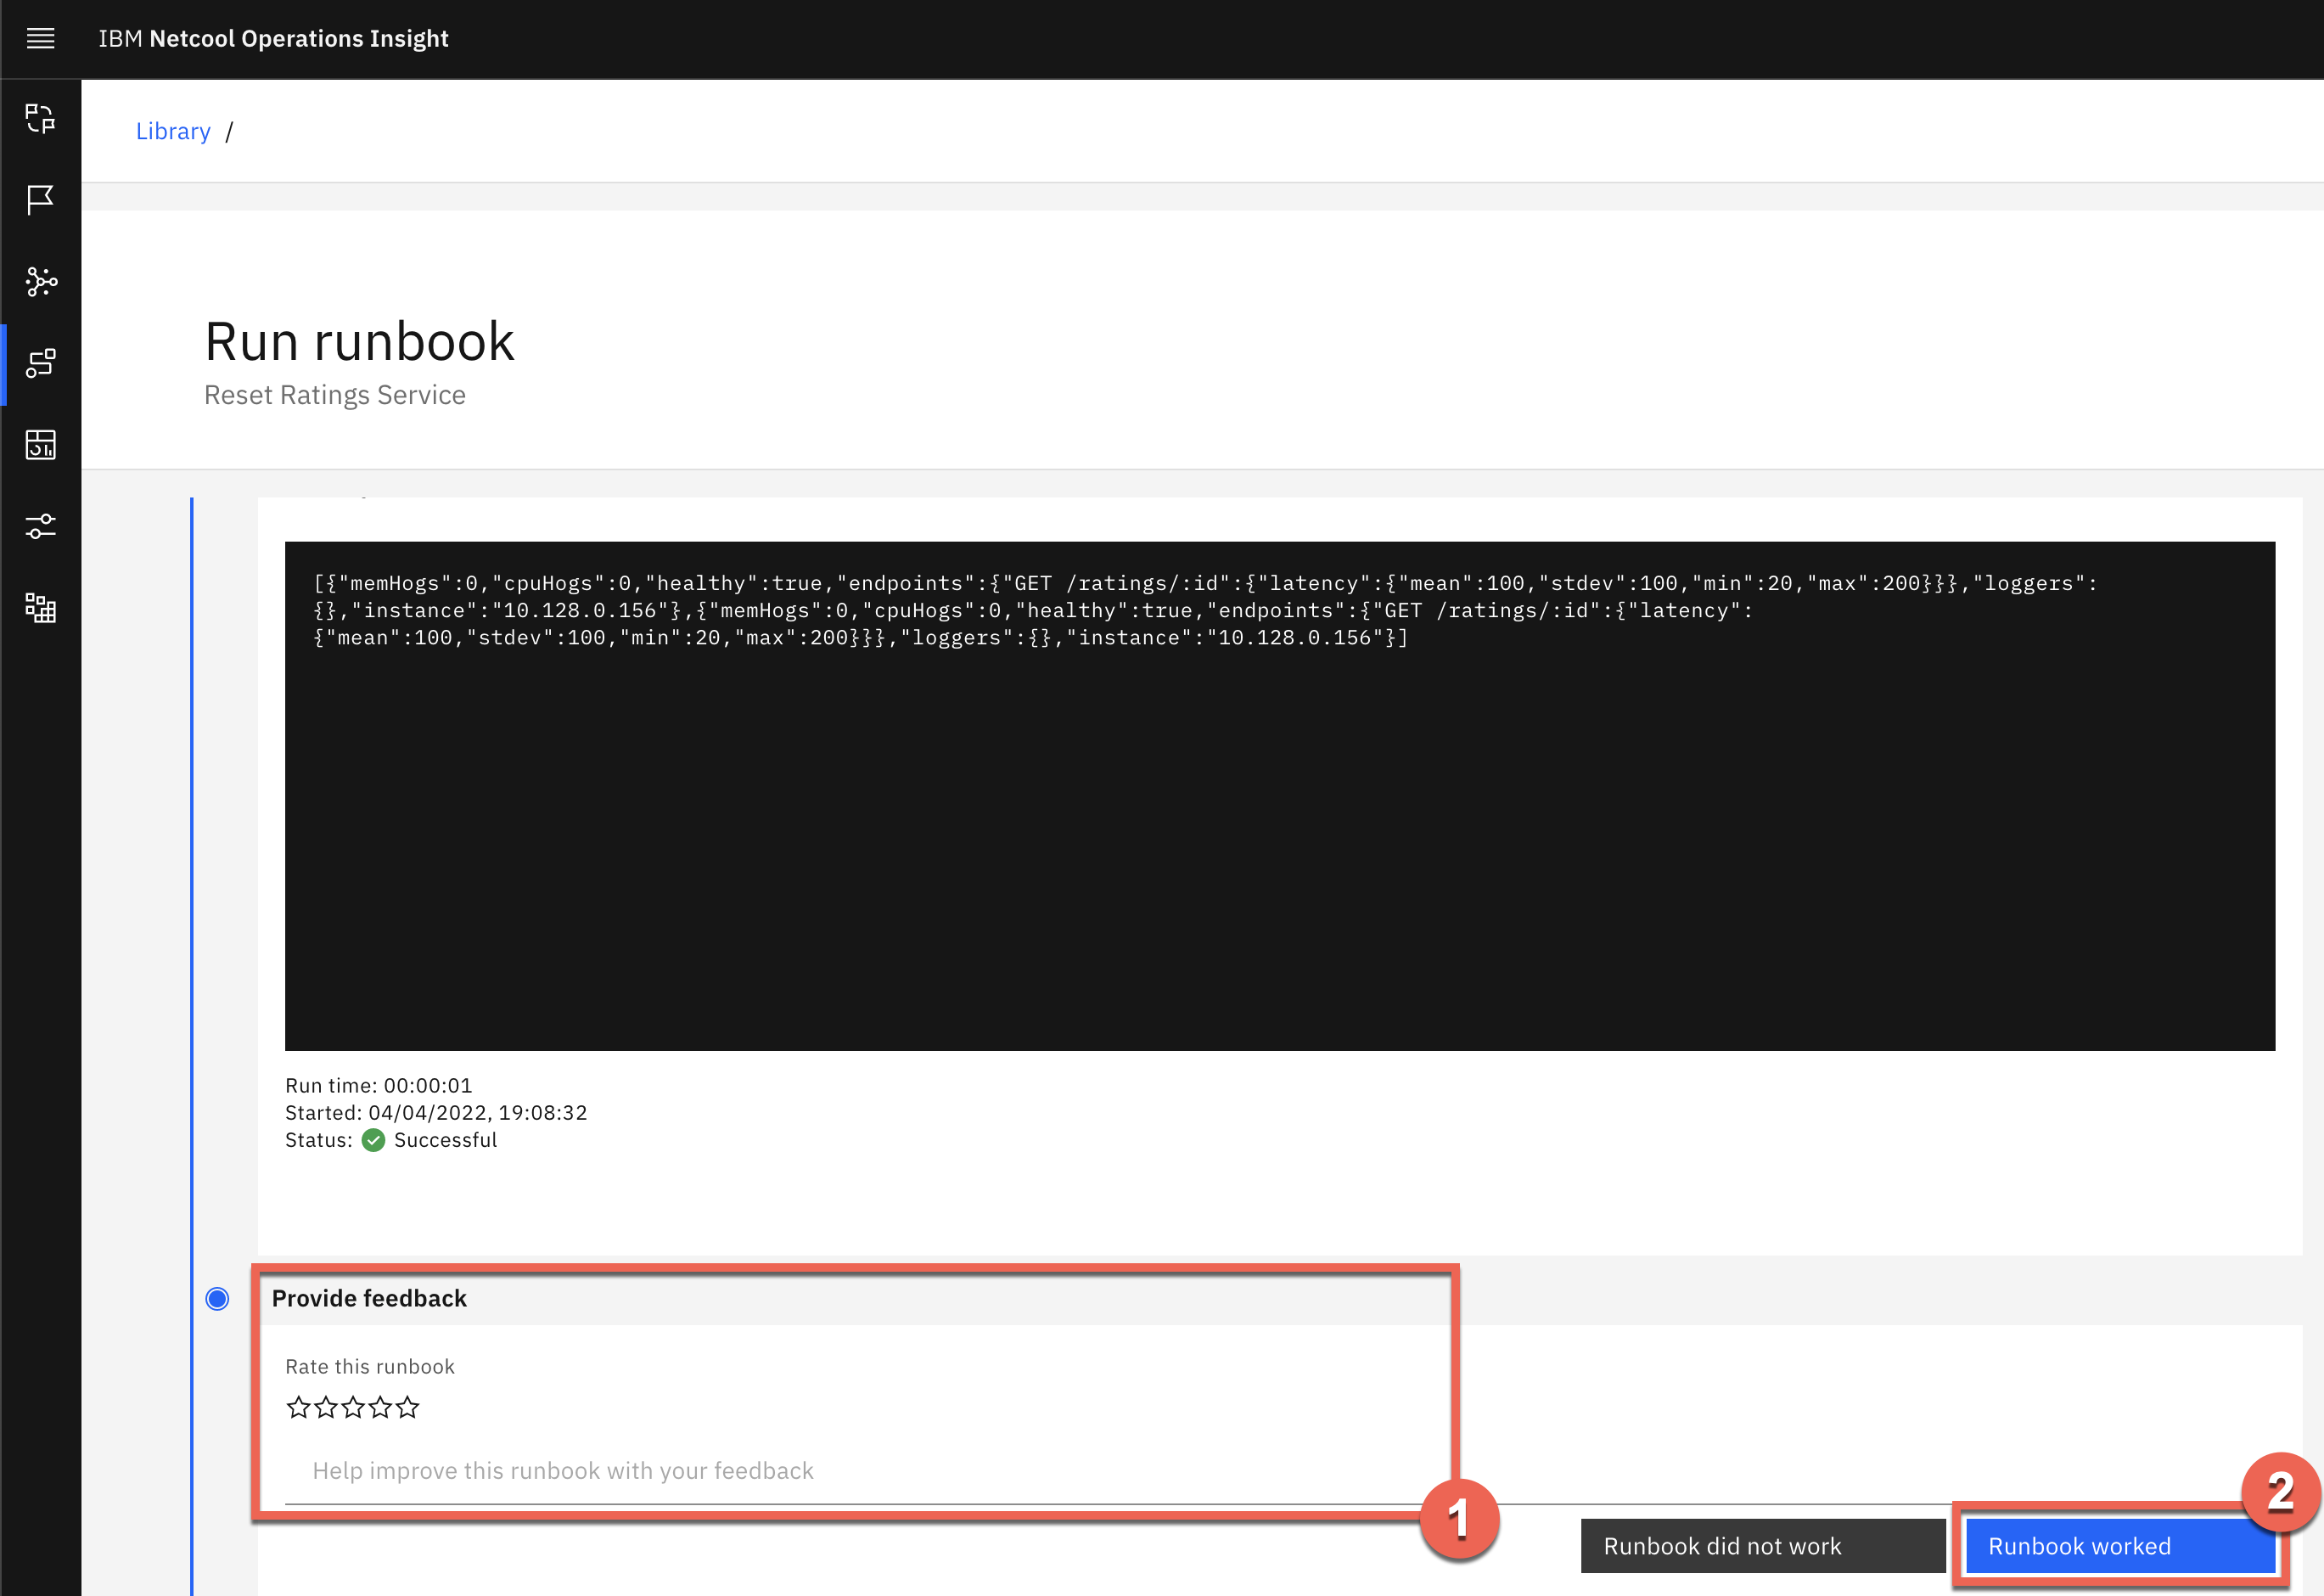 IBM Netcool Operations Insight
Library /
Run runbook
Reset Ratings Service
[{"memHogs":0,"cpuHogs":0,"healthy":true,"endpoints":{"GET /ratings/:id":{"latency":{"mean":100,"stdev":100,"min":20,"max":200}}},"loggers":
{},"instance":"10.128.0.156"},{"memHogs":0,"cpuHogs":0,"healthy":true,"endpoints":{"GET /ratings/:id":{"latency":
{"mean":100,"stdev":100,"min":20,"max":200}}},"loggers":{},"instance":"10.128.0.156"}]
Run time: 00:00:01
Started: 04/04/2022, 19:08:32
Status: Successful
Provide feedback
Rate this runbook
Help improve this runbook with your feedback
1
2
Runbook did not work
Runbook worked